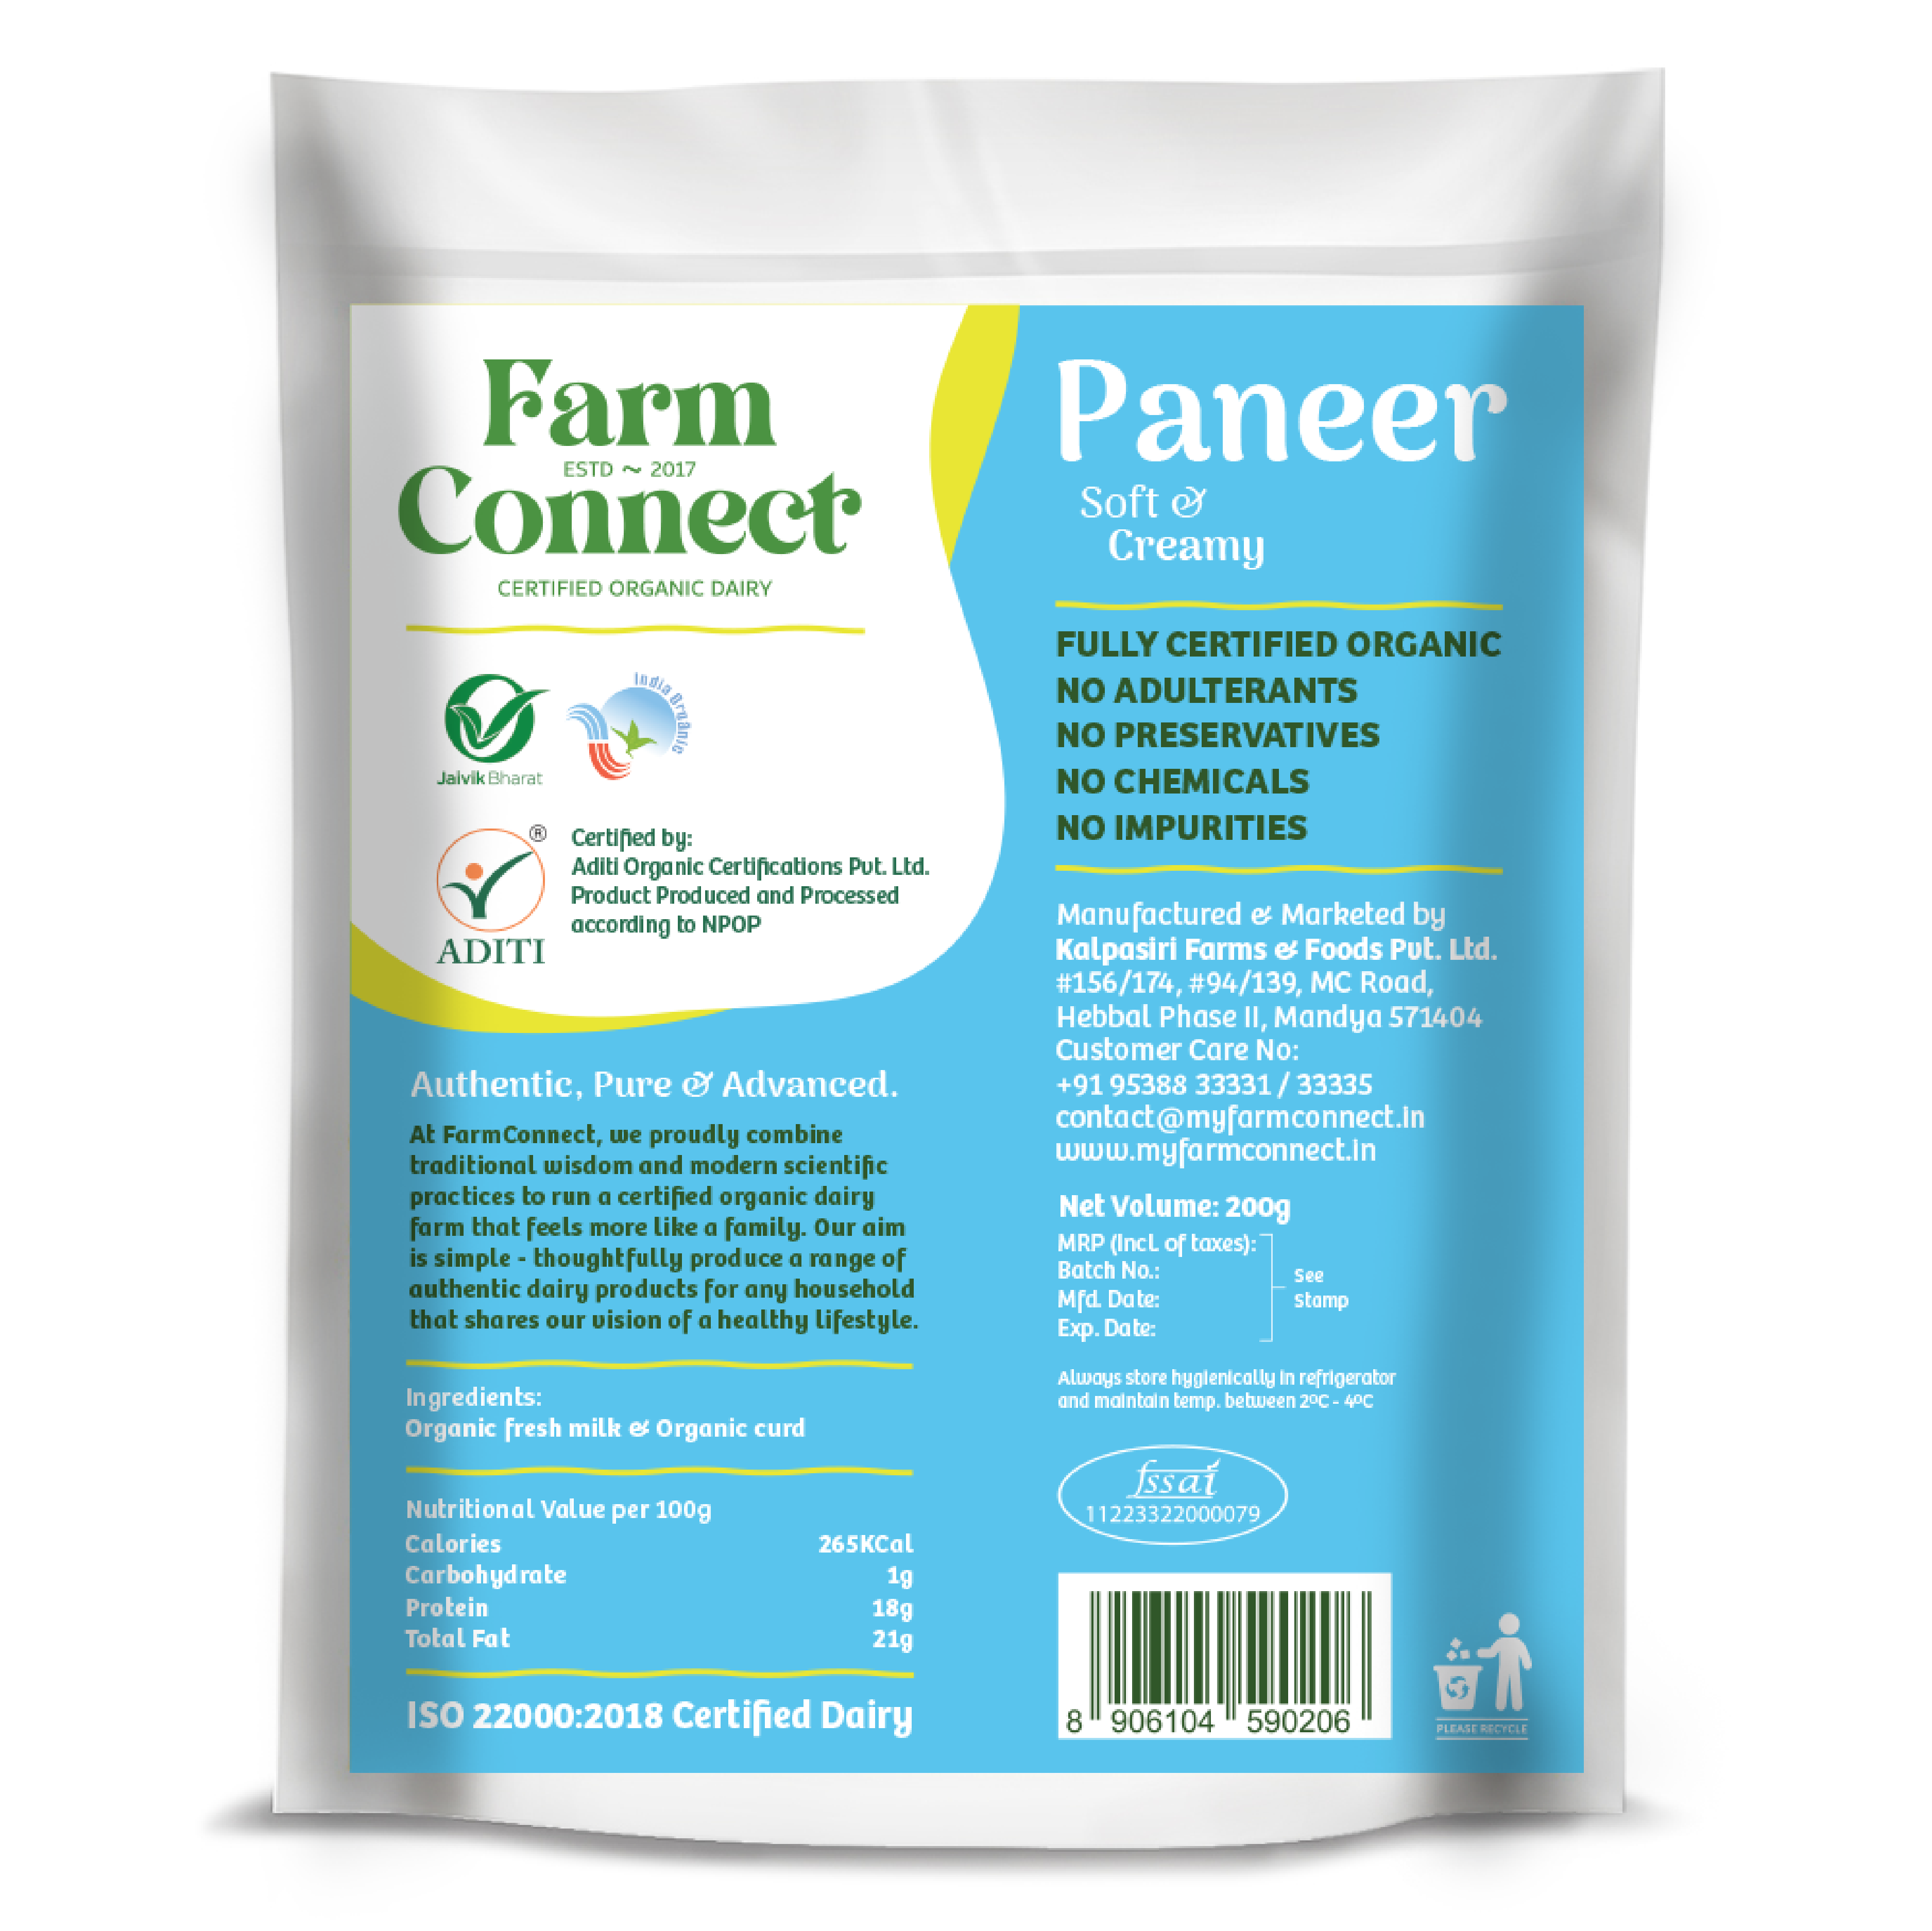 Farm
ESTD ~ 2017
Connect
CERTIFIED ORGANIC DAIRY
Jaivik Bharat
India Organic
®
ADITI
Certified by:
Aditi Organic Certifications Pvt. Ltd.
Product Produced and Processed
according to NPOP
Authentic, Pure & Advanced.
At FarmConnect, we proudly combine
traditional wisdom and modern scientific
practices to run a certified organic dairy
farm that feels more like a family. Our aim
is simple - thoughtfully produce a range of
authentic dairy products for any household
that shares our vision of a healthy lifestyle.
Ingredients:
Organic fresh milk & Organic curd
Nutritional Value per 100g
Calories 265KCal
Carbohydrate 1g
Protein 18g
Total Fat 21g
ISO 22000:2018 Certified Dairy
Paneer
Soft &
Creamy
FULLY CERTIFIED ORGANIC
NO ADULTERANTS
NO PRESERVATIVES
NO CHEMICALS
NO IMPURITIES
Manufactured & Marketed by
Kalpasiri Farms & Foods Pvt. Ltd.
#156/174, #94/139, MC Road,
Hebbal Phase II, Mandya 571404
Customer Care No:
+91 95388 33331 / 33335
contact@myfarmconnect.in
www.myfarmconnect.in
Net Volume: 200g
MRP (Incl. of taxes):
Batch No.:
Mfd. Date:
Exp. Date:
See
Stamp
Always store hygienically in refrigerator
and maintain temp. between 2ºC - 4ºC
fssai
11223322000079
8 906104 590206
PLEASE RECYCLE